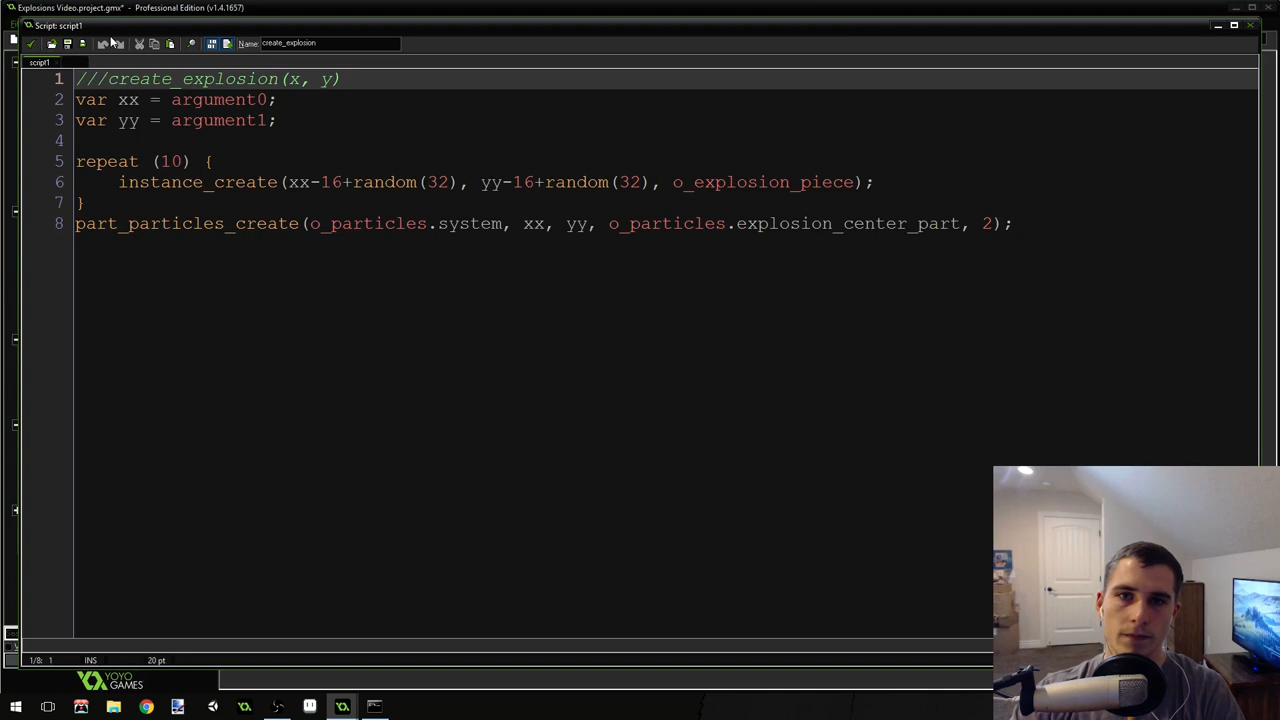 Explosions Video.project.gmx* - Professional Edition (v1.4.1657)
Script: script1
Name: create_explosion
script1
1 ///create_explosion(x, y)
2 var xx = argument0;
3 var yy = argument1;
4
5 repeat (10) {
6 instance_create(xx-16+random(32), yy-16+random(32), o_explosion_piece);
7 }
8 part_particles_create(o_particles.system, xx, yy, o_particles.explosion_center_part, 2);
1/8: 1 INS 20 pt
YOYO
GAMES